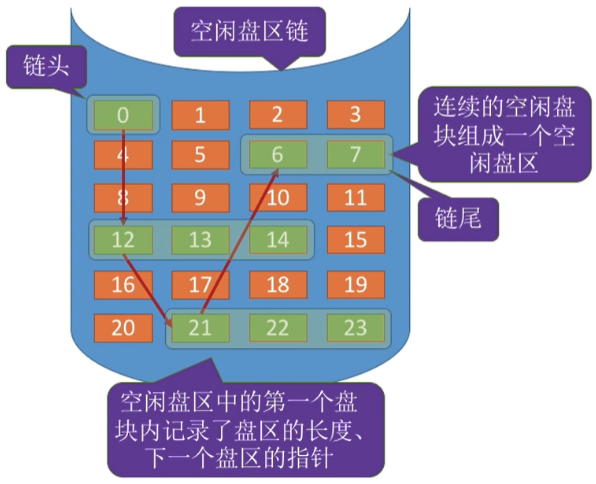 空闲盘区链
链头
0 1 2 3
连续的空闲盘
块组成一个空
闲盘区
4 5 6 7
8 9 10 11
链尾
12 13 14 15
16 17 18 19
20 21 22 23
空闲盘区中的第一个盘
块内记录了盘区的长度、
下一个盘区的指针